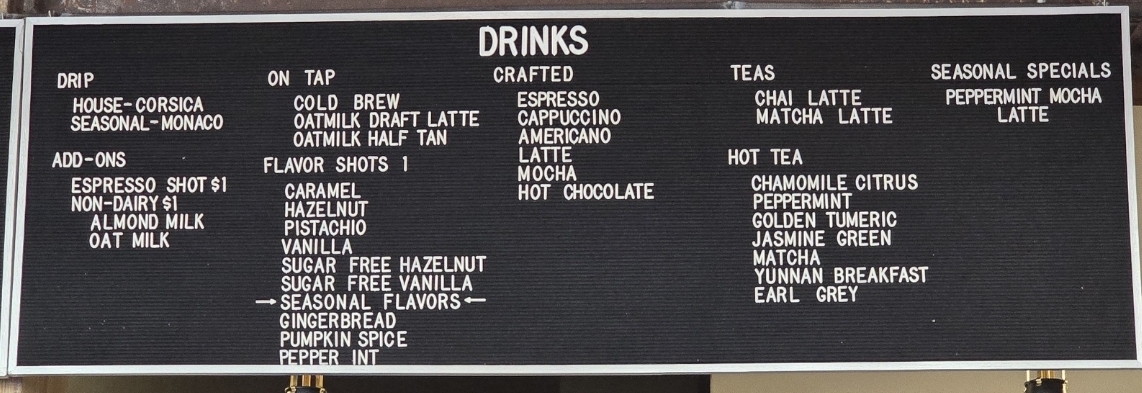 DRINKS
DRIP
HOUSE-CORSICA
SEASONAL-MONACO
ADD-ONS
ESPRESSO SHOT $1
NON-DAIRY $1
ALMOND MILK
OAT MILK
ON TAP
COLD BREW
OATMILK DRAFT LATTE
OATMILK HALF TAN
FLAVOR SHOTS 1
CARAMEL
HAZELNUT
PISTACHIO
VANILLA
SUGAR FREE HAZELNUT
SUGAR FREE VANILLA
→SEASONAL FLAVORS←
GINGERBREAD
PUMPKIN SPICE
PEPPER INT
CRAFTED
ESPRESSO
CAPPUCCINO
AMERICANO
LATTE
MOCHA
HOT CHOCOLATE
TEAS
CHAI LATTE
MATCHA LATTE
HOT TEA
CHAMOMILE CITRUS
PEPPERMINT
GOLDEN TUMERIC
JASMINE GREEN
MATCHA
YUNNAN BREAKFAST
EARL GREY
SEASONAL SPECIALS
PEPPERMINT MOCHA
LATTE